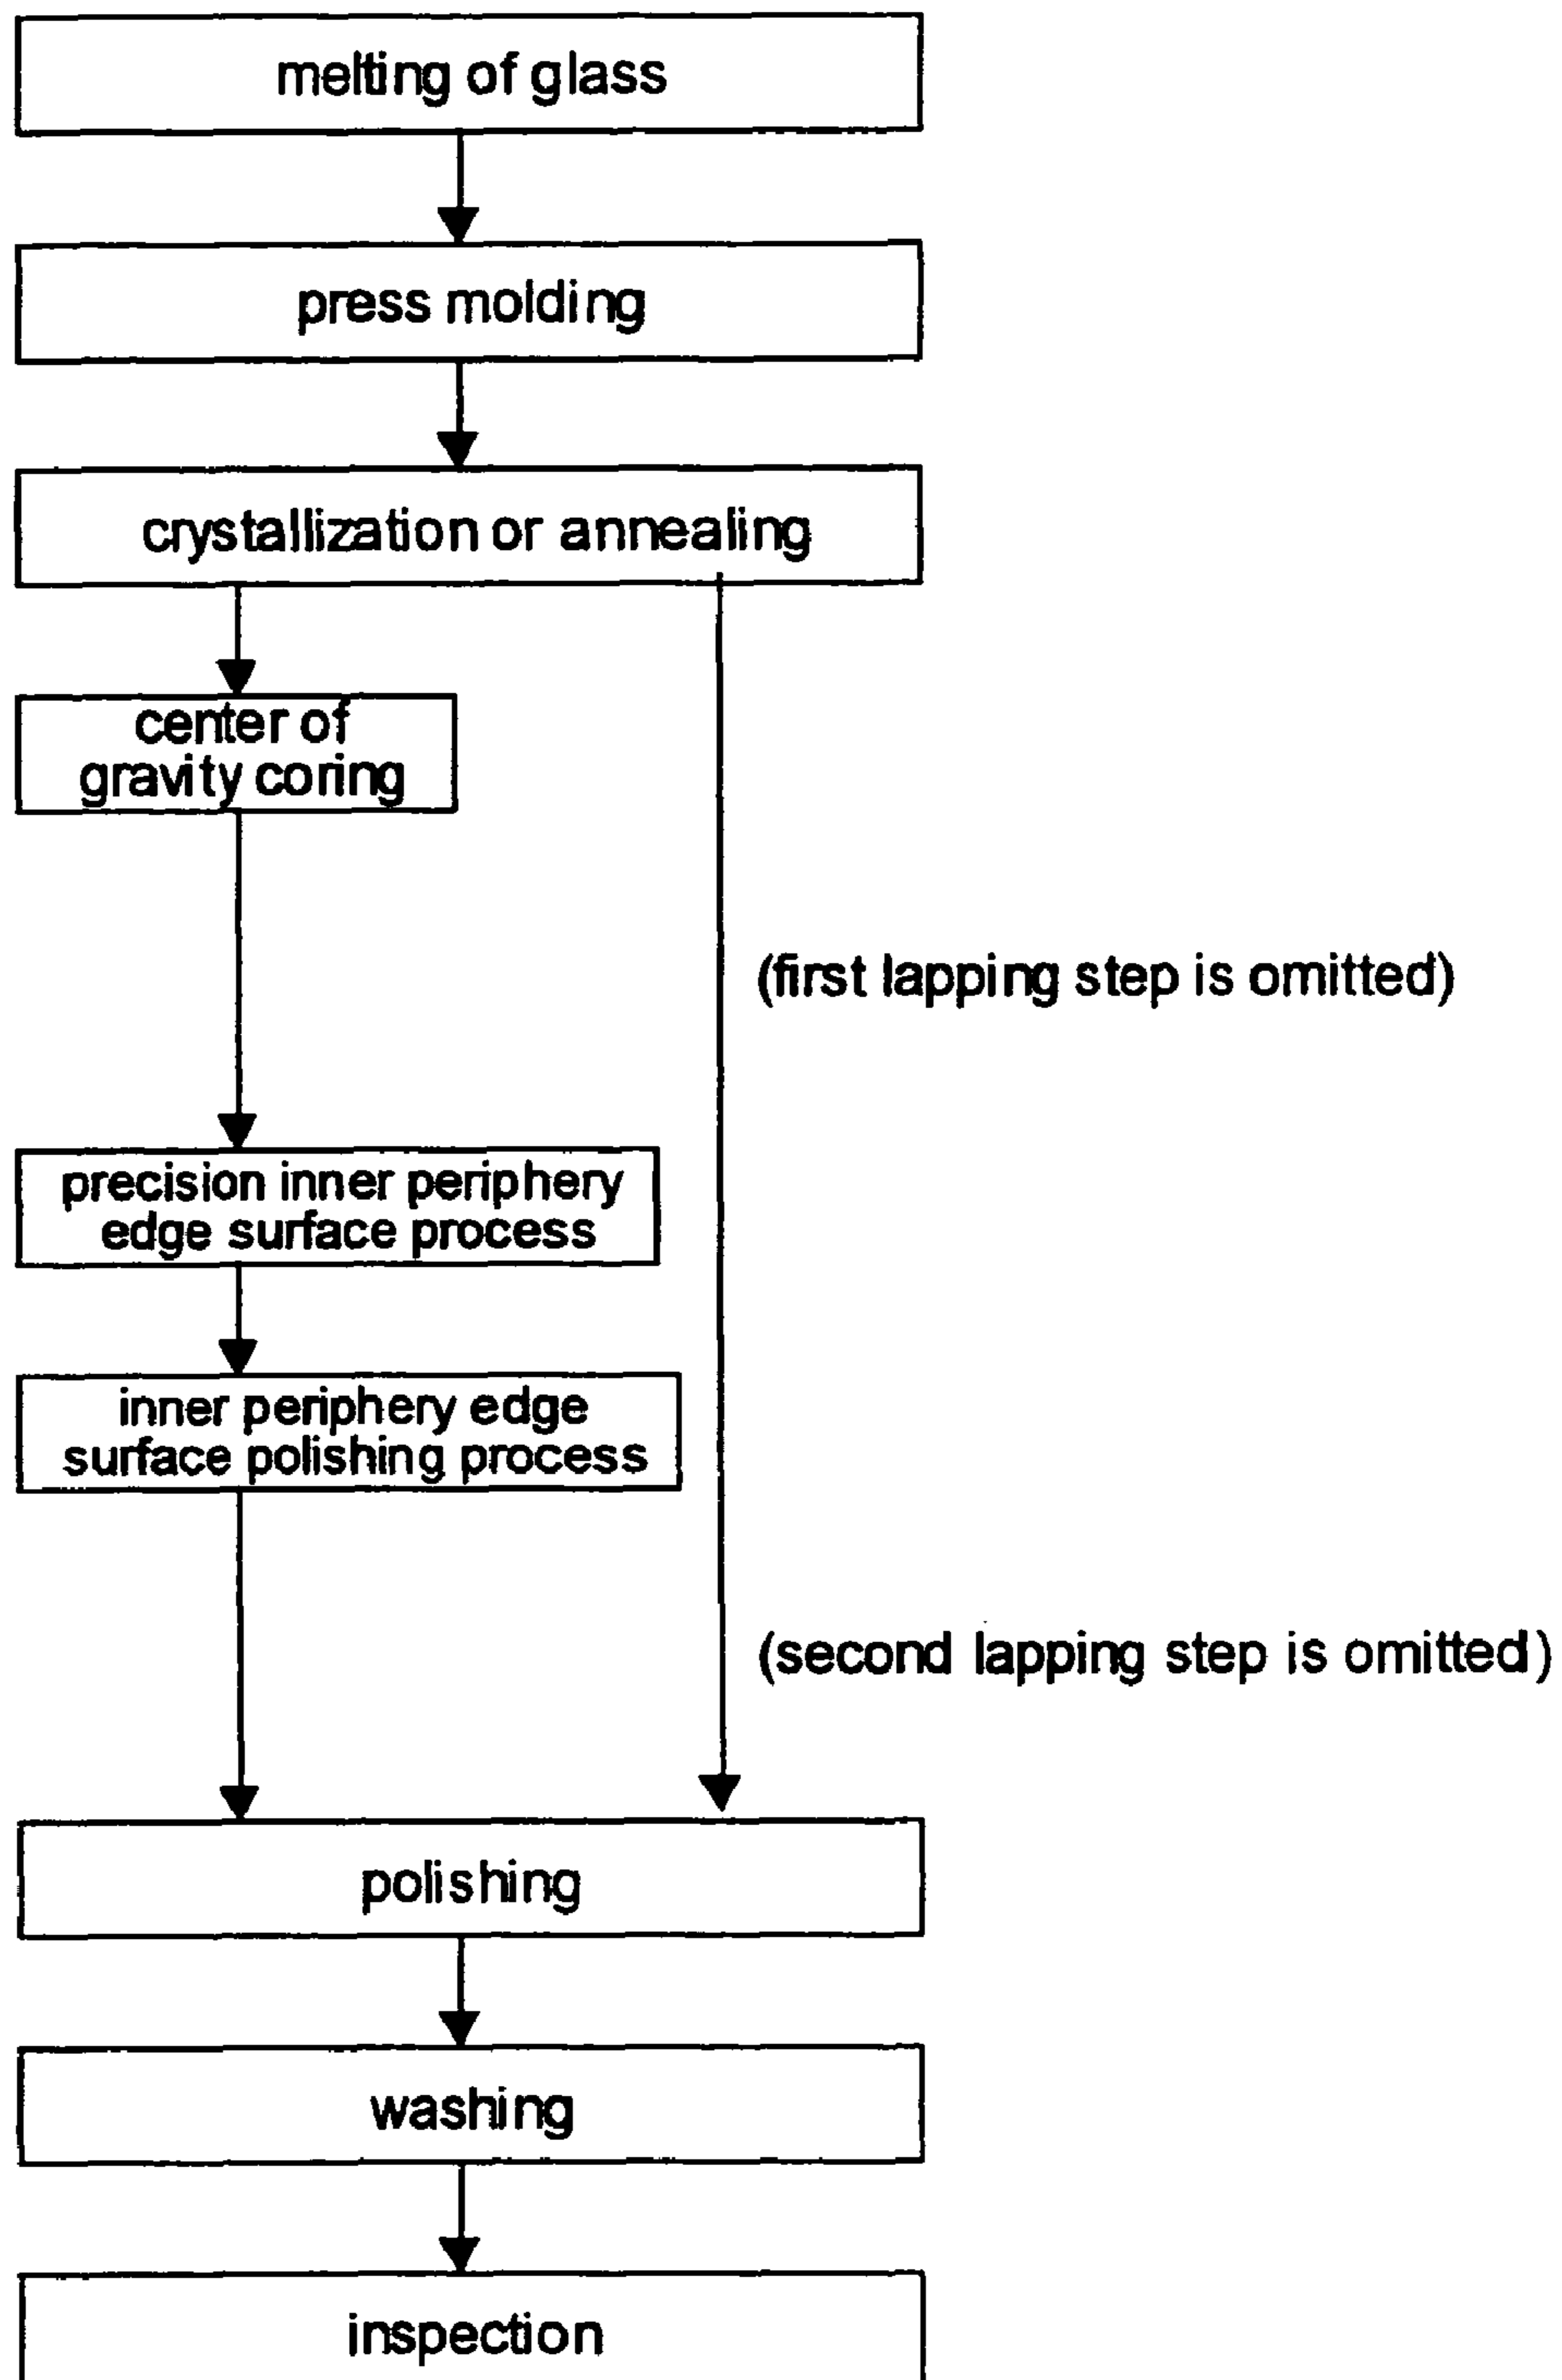 melting of glass
press molding
crystallization or annealing
center of
gravity coring
(first lapping step is omitted)
precision inner periphery
edge surface process
inner periphery edge
surface polishing process
(second lapping step is omitted)
polishing
washing
inspection